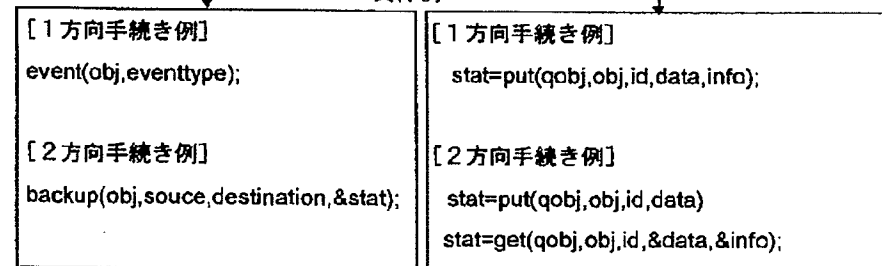 [1方向手続き例]
event(obj,eventtype);
[2方向手続き例]
backup(obj,souce,destination,&stat);
[1方向手続き例]
stat=put(qobj,obj,id,data,info);
[2方向手続き例]
stat=put(qobj,obj,id,data)
stat=get(qobj,obj,id,&data,&info);